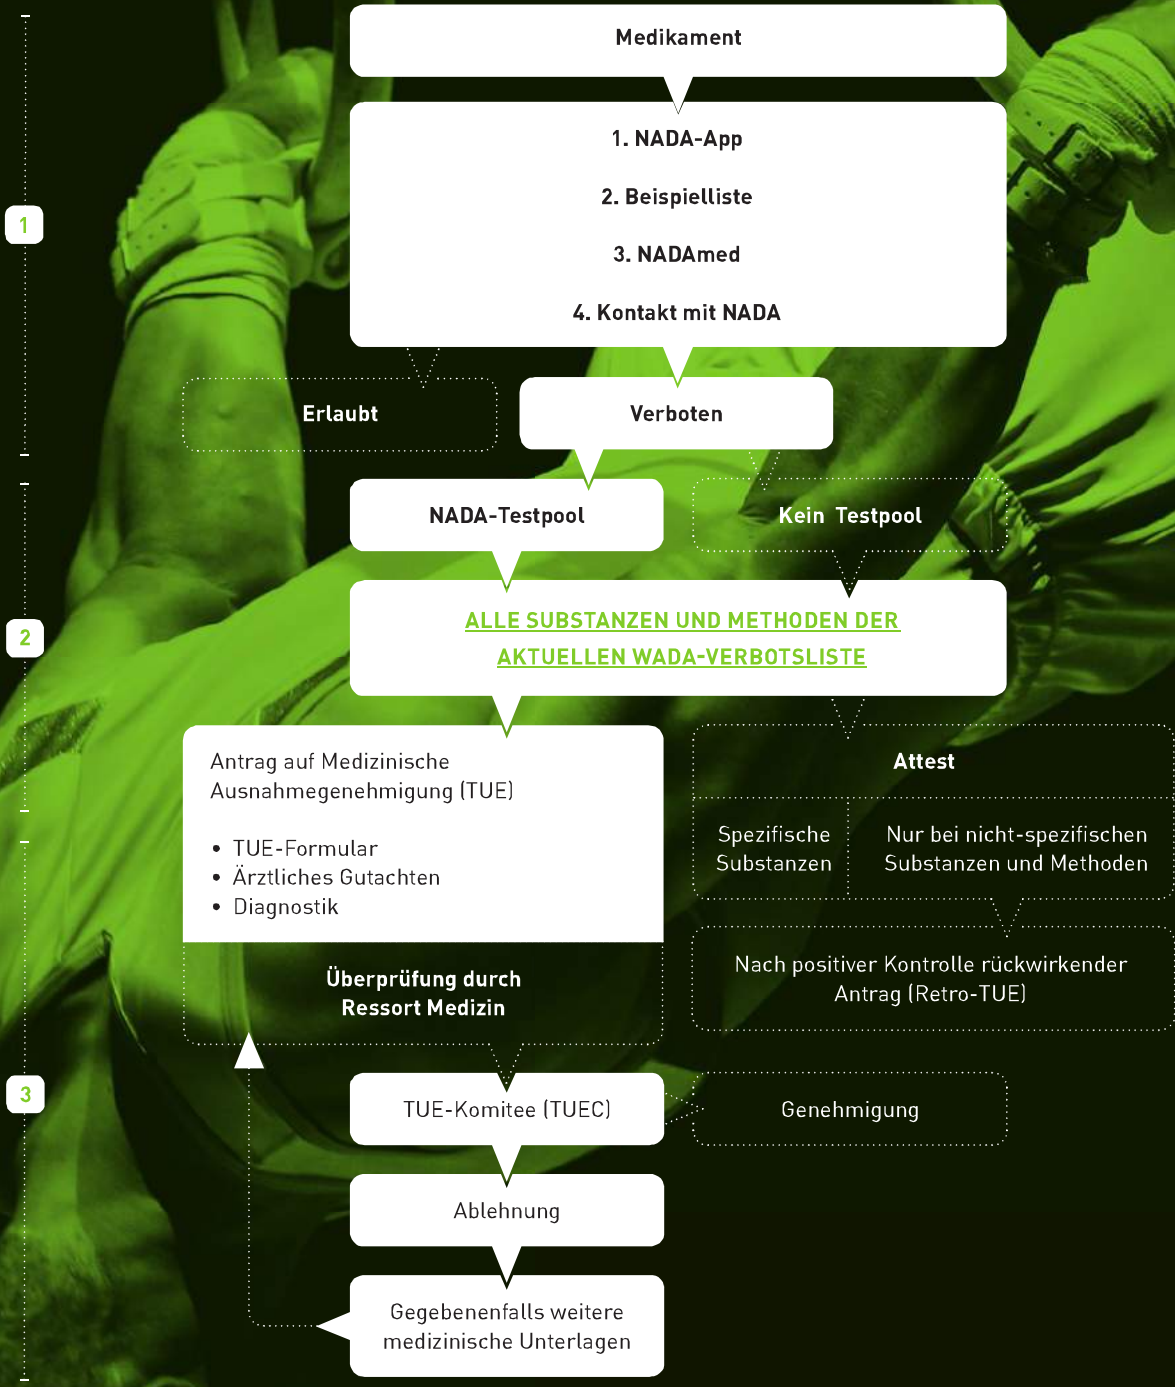 Medikament
1. NADA-App
2. Beispielliste
3. NADAmed
4. Kontakt mit NADA
1
Erlaubt
Verboten
NADA-Testpool
Kein Testpool
ALLE SUBSTANZEN UND METHODEN DER
AKTUELLEN WADA-VERBOTSLISTE
2
Antrag auf Medizinische
Ausnahmegenehmigung (TUE)
• TUE-Formular
• Ärztliches Gutachten
• Diagnostik
Attest
Spezifische
Substanzen
Nur bei nicht-spezifischen
Substanzen und Methoden
Überprüfung durch
Ressort Medizin
Nach positiver Kontrolle rückwirkender
Antrag (Retro-TUE)
3
TUE-Komitee (TUEC)
Genehmigung
Ablehnung
Gegebenenfalls weitere
medizinische Unterlagen